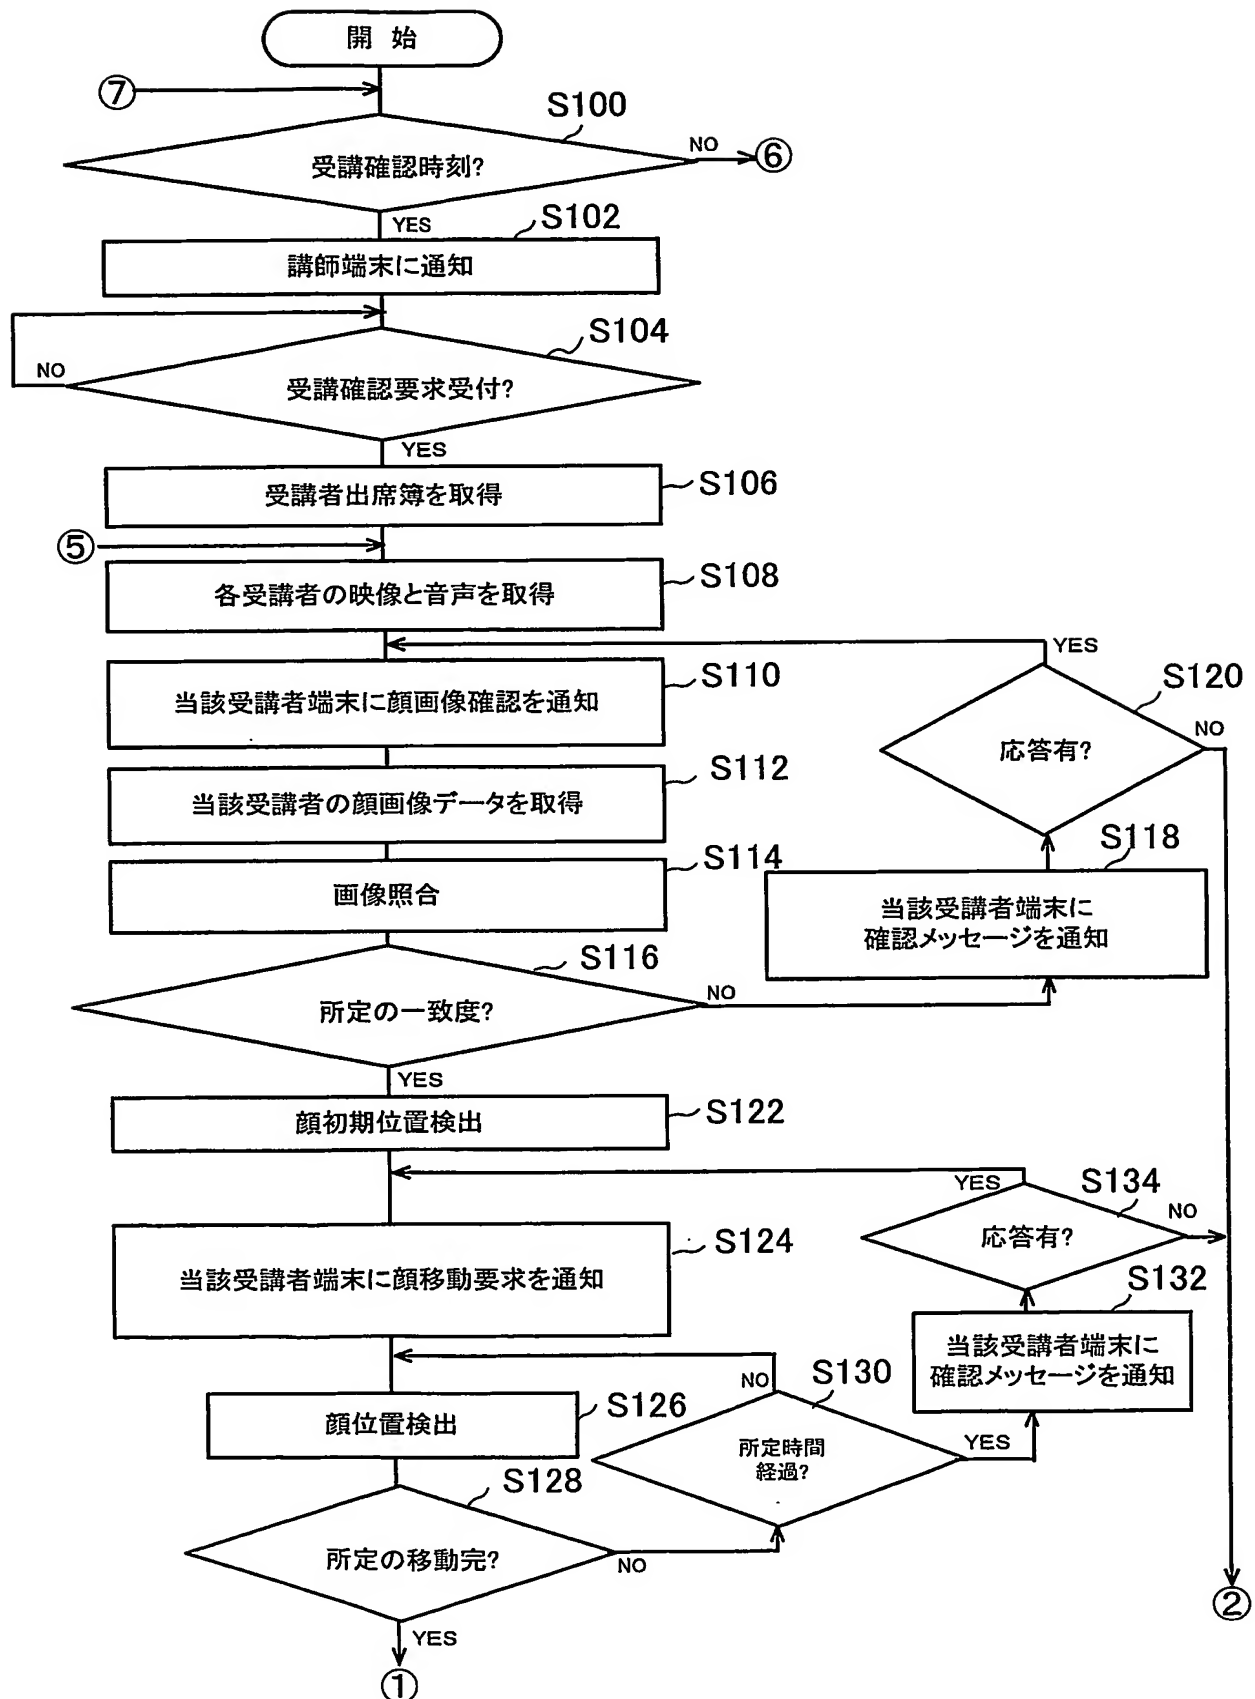 開 始
⑦
S100
受講確認時刻?
NO
⑥
YES
S102
講師端末に通知
S104
NO
受講確認要求受付?
YES
受講者出席簿を取得
S106
⑤
各受講者の映像と音声を取得
S108
YES
当該受講者端末に顔画像確認を通知
S110
S120
応答有?
NO
当該受講者の顔画像データを取得
S112
S118
画像照合
S114
当該受講者端末に
確認メッセージを通知
S116
所定の一致度?
NO
YES
顔初期位置検出
S122
YES
S134
応答有?
NO
当該受講者端末に顔移動要求を通知
S124
S132
当該受講者端末に
確認メッセージを通知
NO
S130
顔位置検出
S126
所定時間
経過?
YES
S128
所定の移動完?
NO
②
YES
①